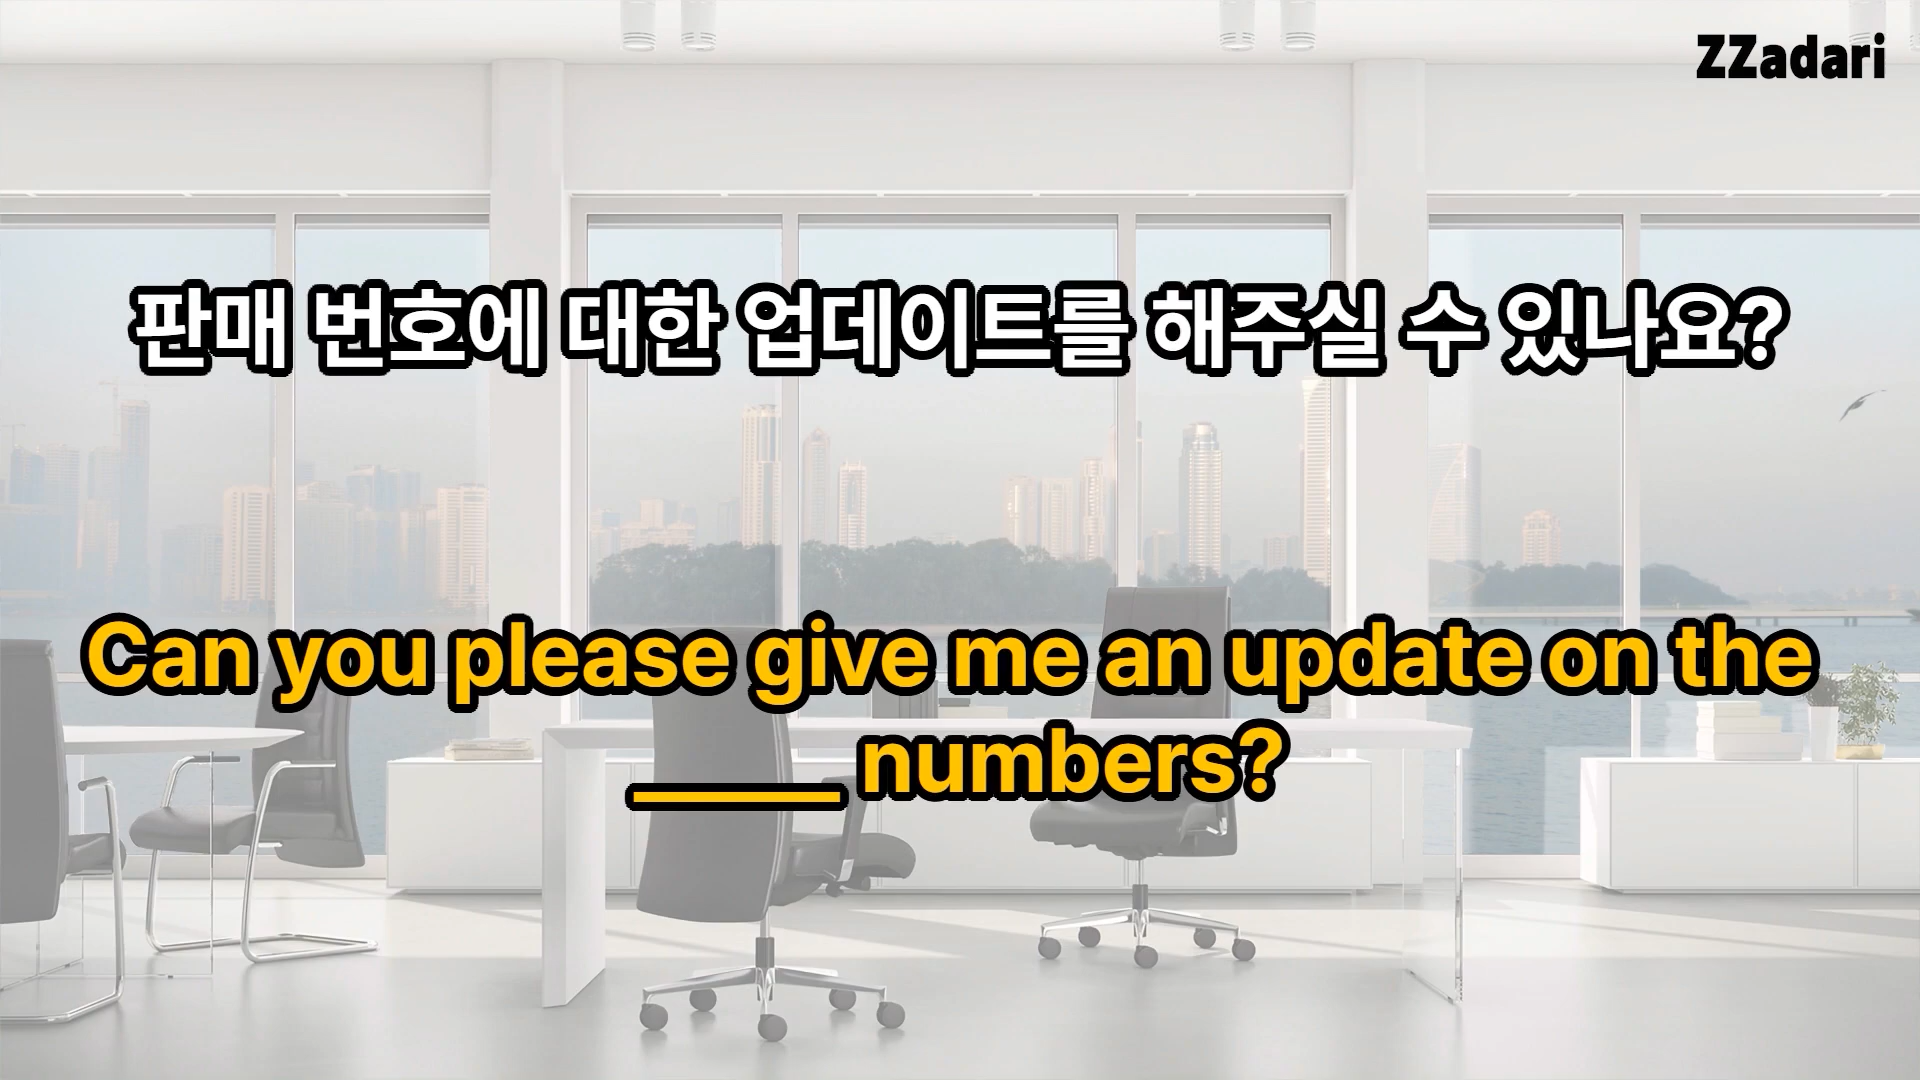 ZZadari
판매 번호에 대한 업데이트를 해주실 수 있나요?
Can you please give me an update on the
_____ numbers?